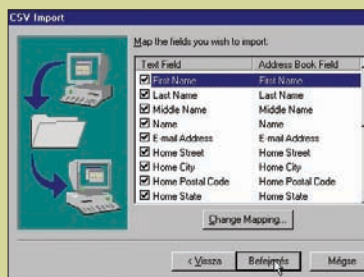 CSV Import
Map the fields you wish to import:
Text Field Address Book Field
First Name First Name
Last Name Last Name
Middle Name Middle Name
Name Name
E-mail Address E-mail Address
Home Street Home Street
Home City Home City
Home Postal Code Home Postal Code
Home State Home State
Change Mapping...
< Vissza Befejezés Mégse